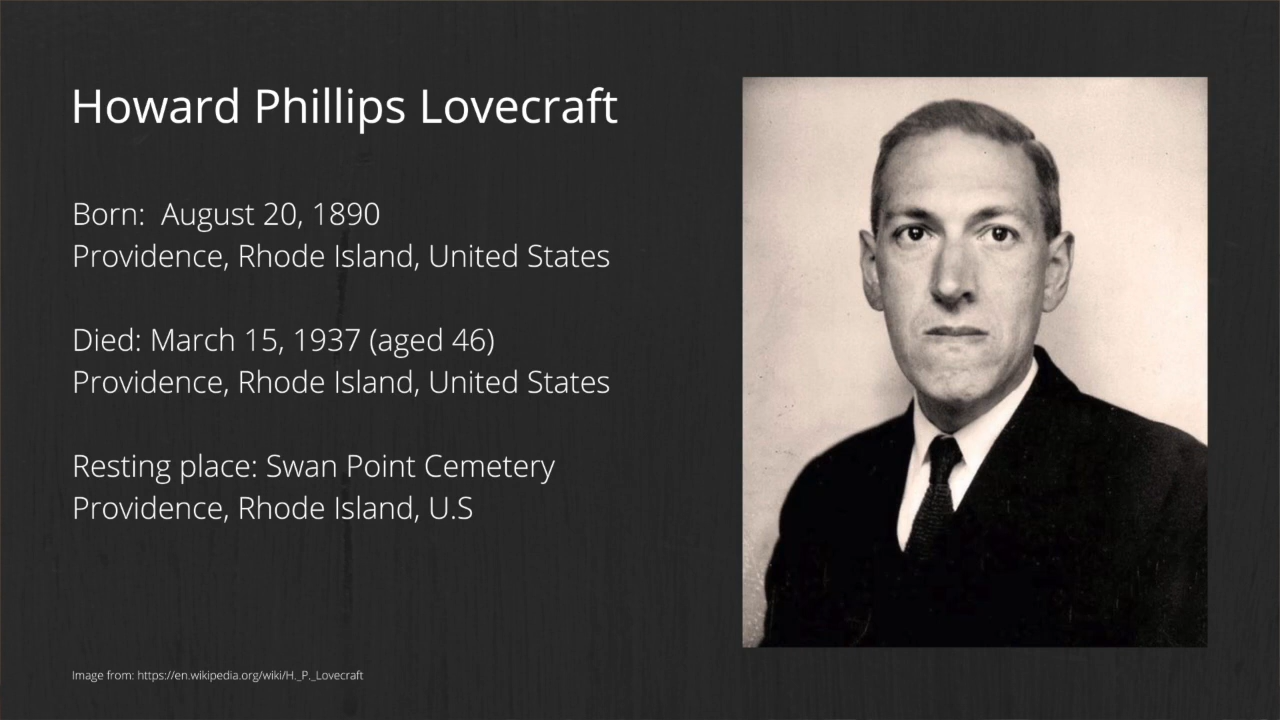 Howard Phillips Lovecraft
Born:  August 20, 1890
Providence, Rhode Island, United States
Died: March 15, 1937 (aged 46)
Providence, Rhode Island, United States
Resting place: Swan Point Cemetery
Providence, Rhode Island, U.S
Image from: https://en.wikipedia.org/wiki/H._P._Lovecraft